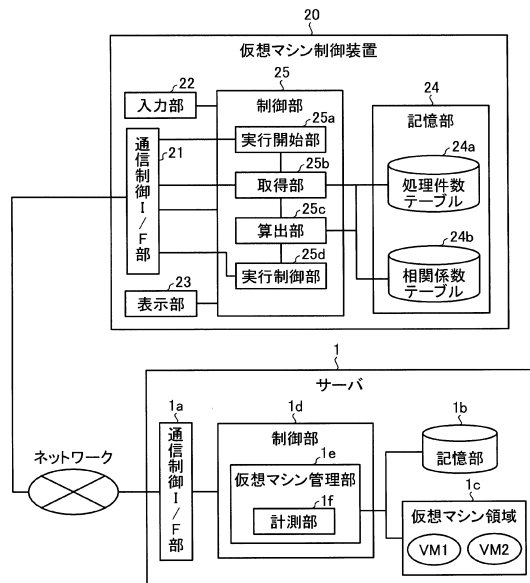 20
仮想マシン制御装置
22
入力部
25
制御部
24
記憶部
通信制御I/F部
21
25a
実行開始部
25b
取得部
25c
算出部
25d
実行制御部
24a
処理件数
テーブル
24b
相関係数
テーブル
23
表示部
1
サーバ
1a
通信制御I/F部
1d
制御部
1e
仮想マシン管理部
1f
計測部
1b
記憶部
1c
仮想マシン領域
VM1
VM2
ネットワーク